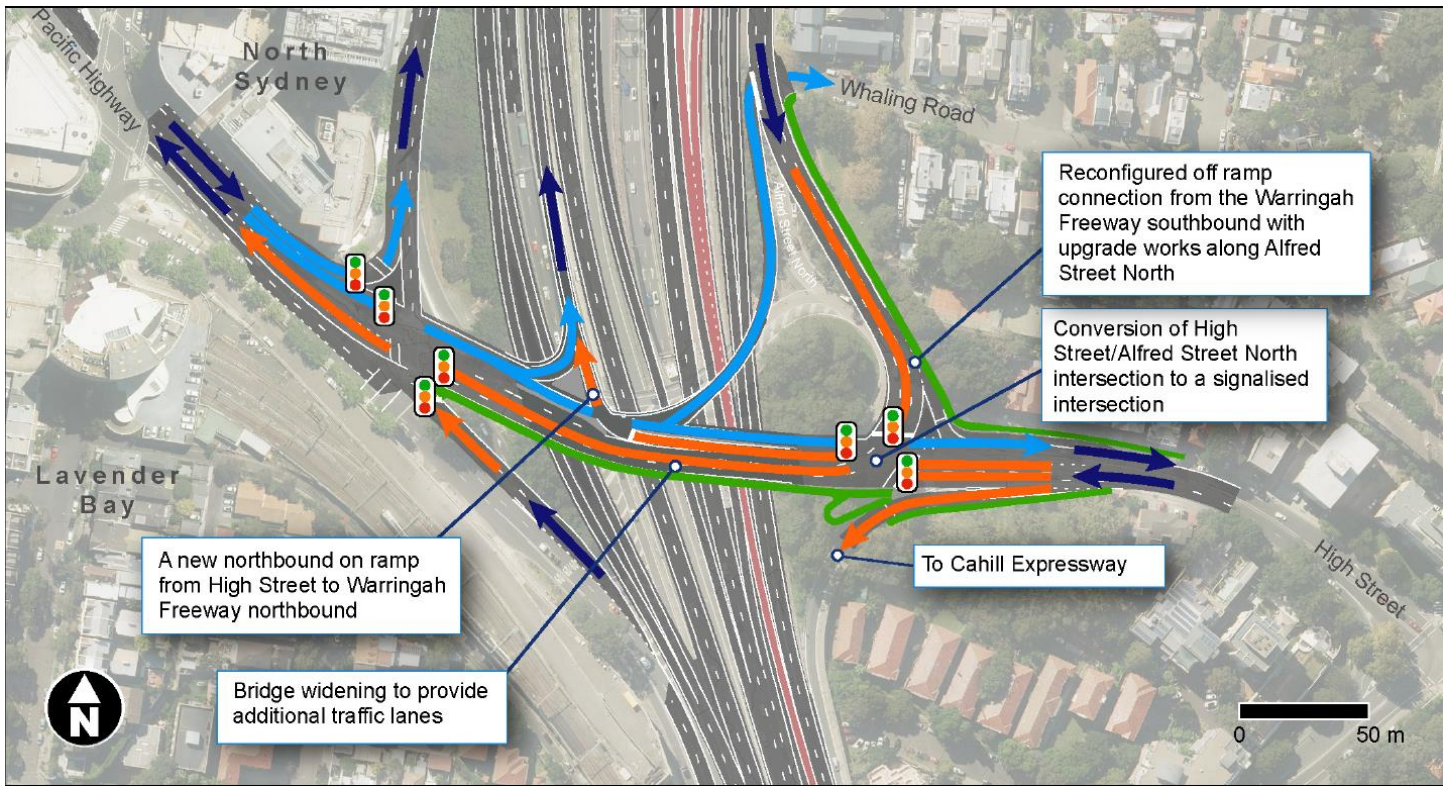 Pacific Highway
North
Sydney
Whaling Road
Alfred Street North
Reconfigured off ramp
connection from the Warringah
Freeway southbound with
upgrade works along Alfred
Street North
Conversion of High
Street/Alfred Street North
intersection to a signalised
intersection
Lavender
Bay
A new northbound on ramp
from High Street to Warringah
Freeway northbound
To Cahill Expressway
High Street
Bridge widening to provide
additional traffic lanes
N
0 50 m